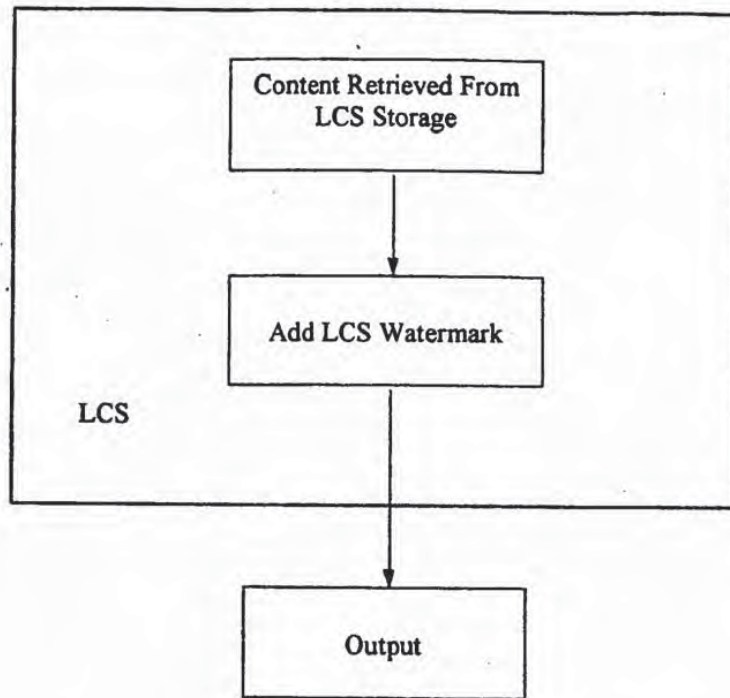 Content Retrieved From
LCS Storage
Add LCS Watermark
LCS
Output